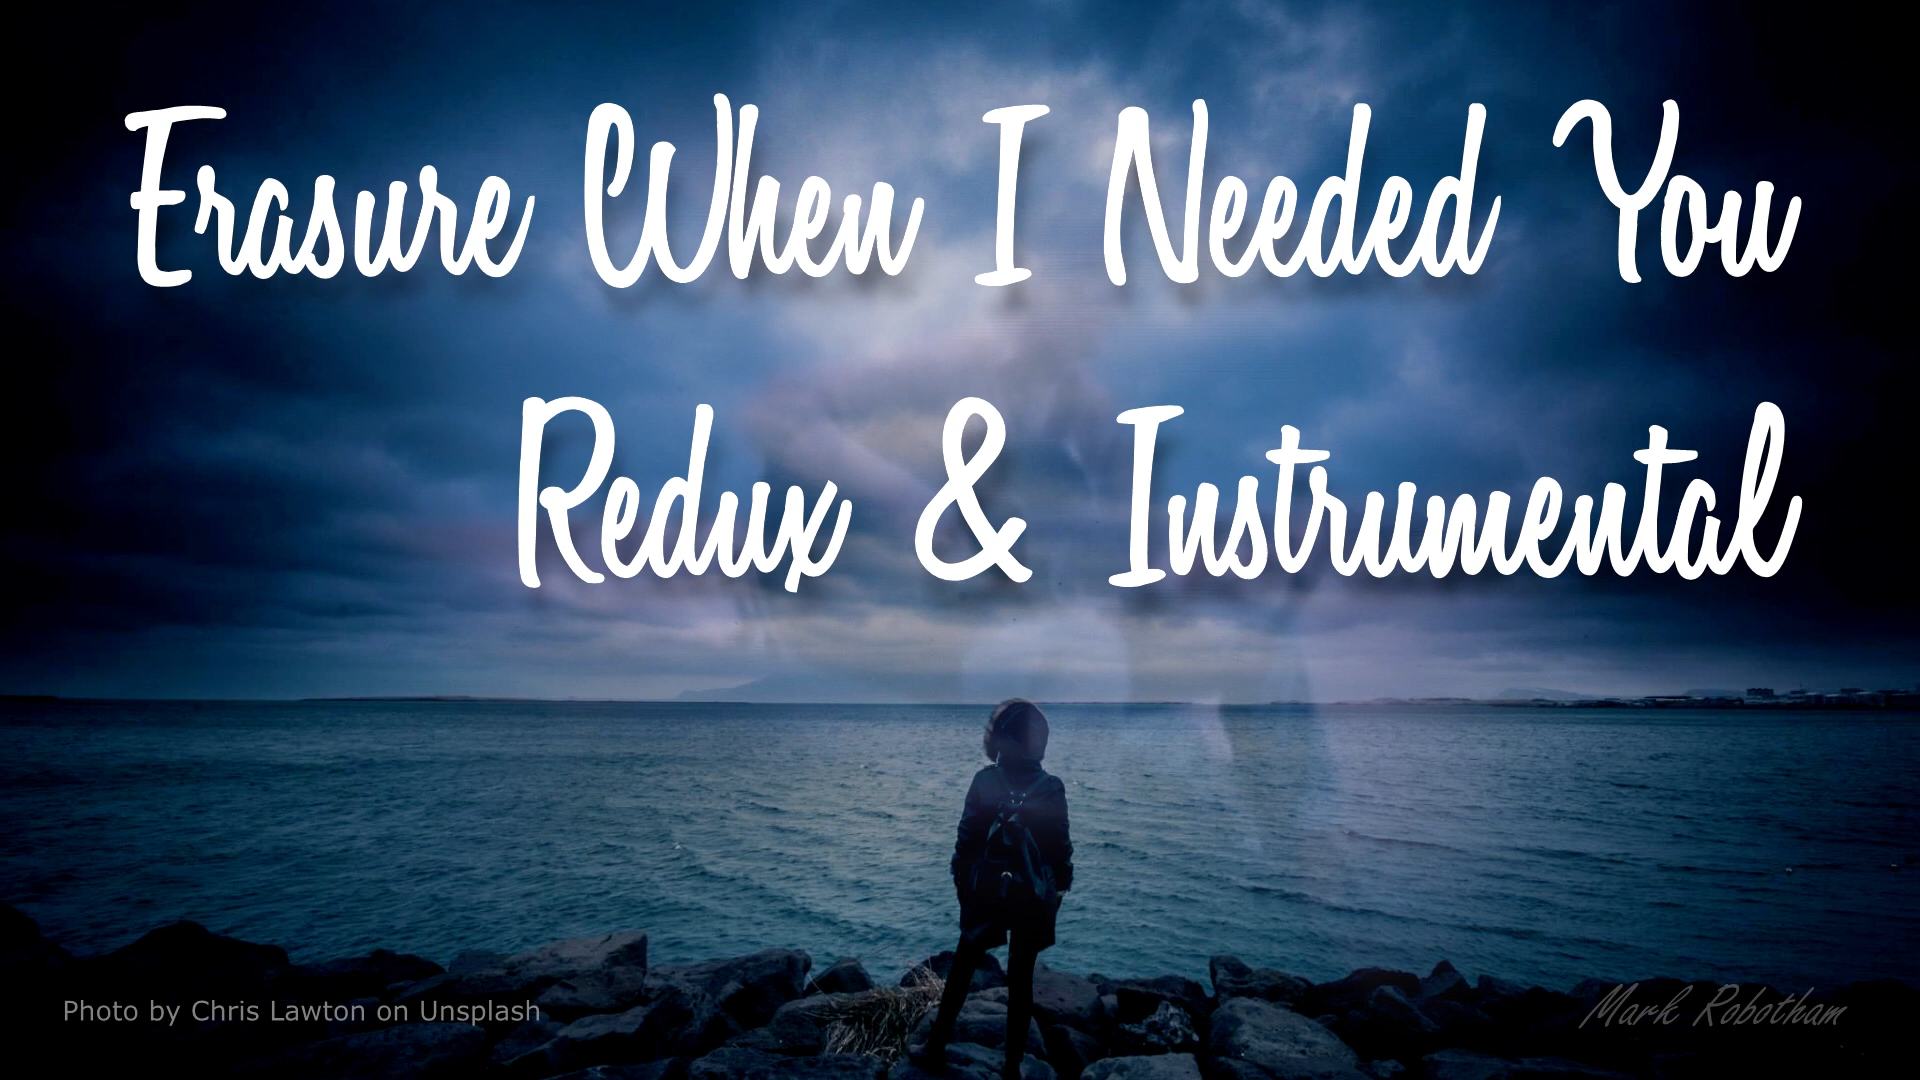 Erasure When I Needed You
Redux & Instrumental
Photo by Chris Lawton on Unsplash
Mark Robotham